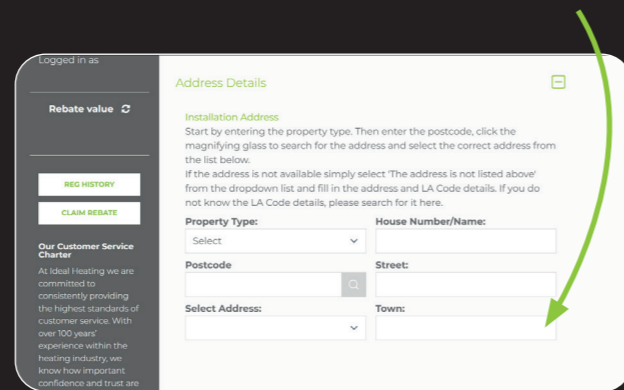 Logged in as
Rebate value
REG HISTORY
CLAIM REBATE
Our Customer Service
Charter
At Ideal Heating we are
committed to
consistently providing
the highest standards of
customer service. With
over 100 years'
experience within the
heating industry, we
know how important
confidence and trust are
Address Details
Installation Address
Start by entering the property type. Then enter the postcode, click the
magnifying glass to search for the address and select the correct address from
the list below.
If the address is not available simply select 'The address is not listed above'
from the dropdown list and fill in the address and LA Code details. If you do
not know the LA Code details, please search for it here.
Property Type:
House Number/Name:
Select
Postcode
Street:
Select Address:
Town: